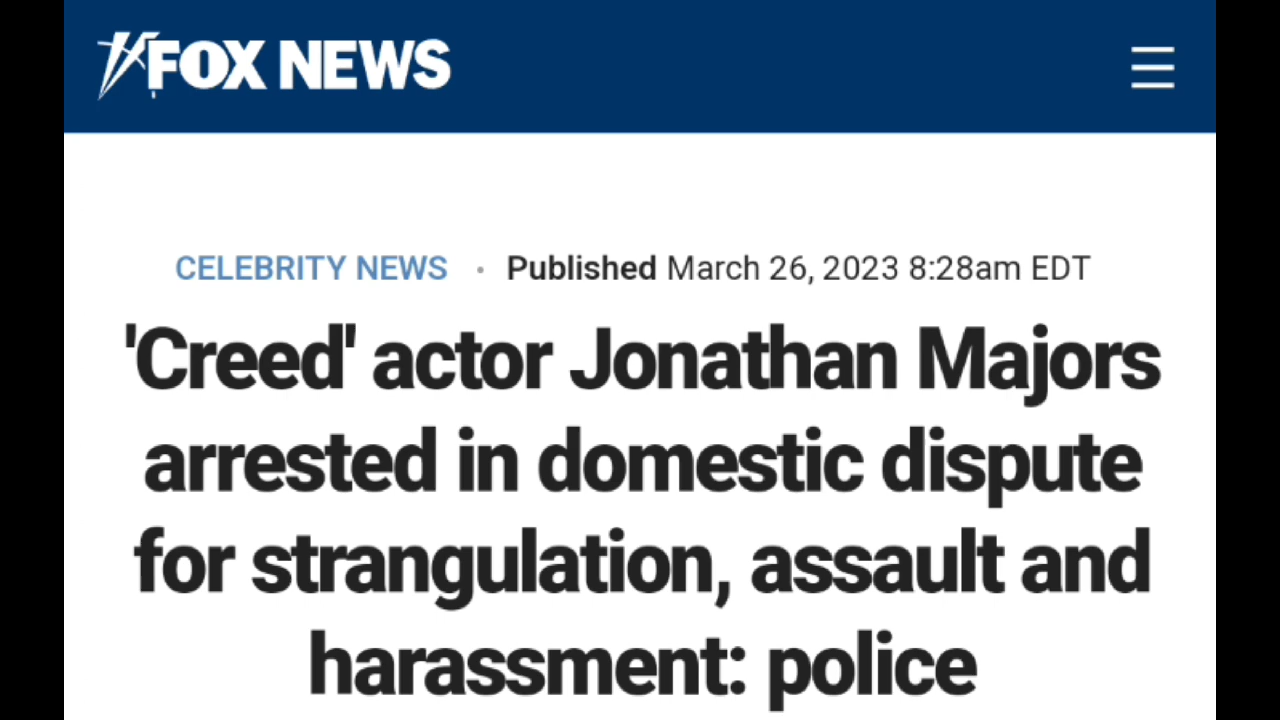 FOX NEWS
CELEBRITY NEWS • Published March 26, 2023 8:28am EDT
'Creed' actor Jonathan Majors
arrested in domestic dispute
for strangulation, assault and
harassment: police